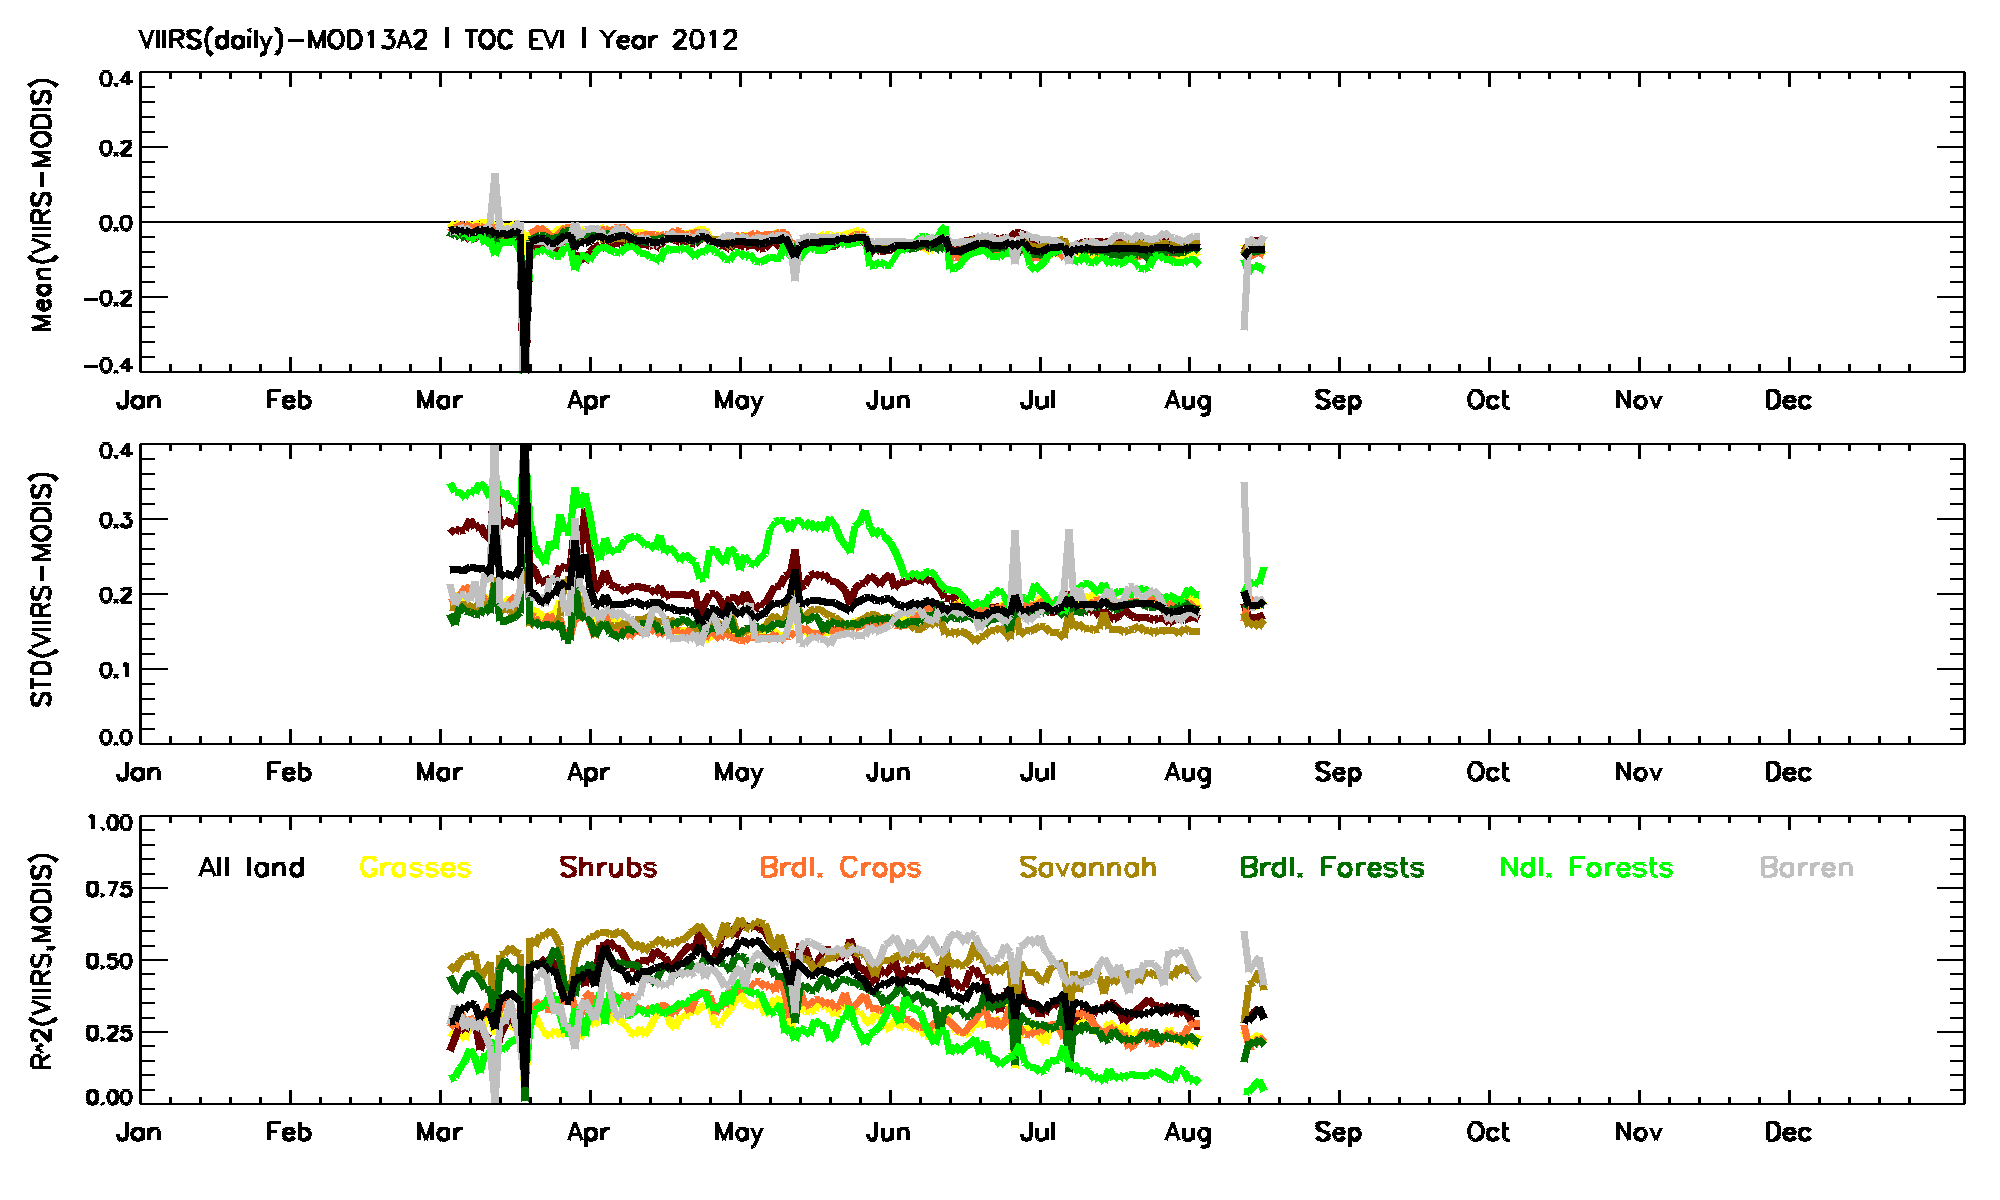 VIIRS(daily)-MOD13A2 | TOC EVI | Year 2012
Mean(VIIRS-MODIS)
0.4
0.2
0.0
-0.2
-0.4
Jan Feb Mar Apr May Jun Jul Aug Sep Oct Nov Dec
STD(VIIRS-MODIS)
0.4
0.3
0.2
0.1
0.0
Jan Feb Mar Apr May Jun Jul Aug Sep Oct Nov Dec
R^2(VIIRS,MODIS)
1.00
All land Grasses Shrubs Brdl. Crops Savannah Brdl. Forests Ndl. Forests Barren
0.75
0.50
0.25
0.00
Jan Feb Mar Apr May Jun Jul Aug Sep Oct Nov Dec